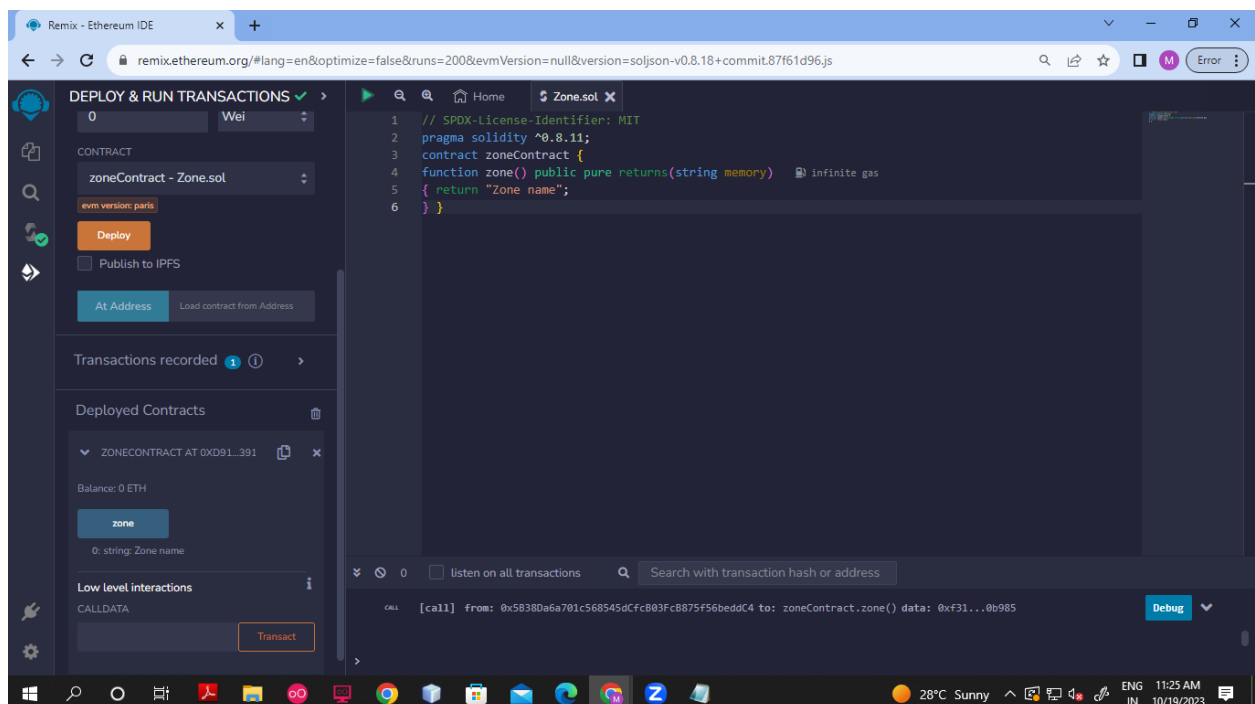 Remix - Ethereum IDE
remix.ethereum.org/#lang=en&optimize=false&runs=200&evmVersion=null&version=soljson-v0.8.18+commit.87f61d96.js
M
Error
DEPLOY & RUN TRANSACTIONS
0 Wei
CONTRACT
zoneContract - Zone.sol
evm version: paris
Deploy
Publish to IPFS
At Address Load contract from Address
Transactions recorded 1 i
Deployed Contracts
ZONECONTRACT AT 0XD91...391
Balance: 0 ETH
zone
0: string: Zone name
Low level interactions i
CALLDATA
Transact
Home Zone.sol
1 // SPDX-License-Identifier: MIT
2 pragma solidity ^0.8.11;
3 contract zoneContract {
4 function zone() public pure returns(string memory) infinite gas
5 { return "Zone name";
6 } }
0 listen on all transactions Search with transaction hash or address
CALL [call] from: 0x5B38Da6a701c568545dCfcB03FcB875f56beddC4 to: zoneContract.zone() data: 0xf31...0b985 Debug
>
28°C Sunny
ENG
IN
11:25 AM
10/19/2023